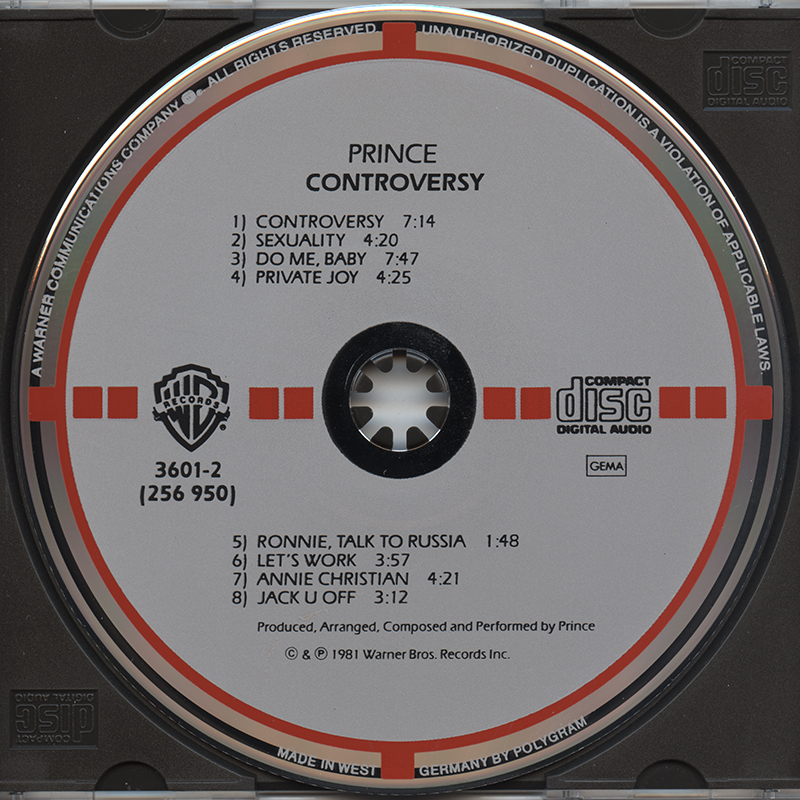 A WARNER COMMUNICATIONS COMPANY ALL RIGHTS RESERVED
UNAUTHORIZED DUPLICATION IS A VIOLATION OF APPLICABLE LAWS.
COMPACT
disc
DIGITAL AUDIO
PRINCE
CONTROVERSY
1) CONTROVERSY 7:14
2) SEXUALITY 4:20
3) DO ME, BABY 7:47
4) PRIVATE JOY 4:25
WB
RECORDS
®
COMPACT
disc
DIGITAL AUDIO
3601-2
(256 950)
GEMA
5) RONNIE, TALK TO RUSSIA 1:48
6) LET'S WORK 3:57
7) ANNIE CHRISTIAN 4:21
8) JACK U OFF 3:12
Produced, Arranged, Composed and Performed by Prince
© & ℗ 1981 Warner Bros. Records Inc.
COMPACT
disc
DIGITAL AUDIO
MADE IN WEST
GERMANY BY POLYGRAM